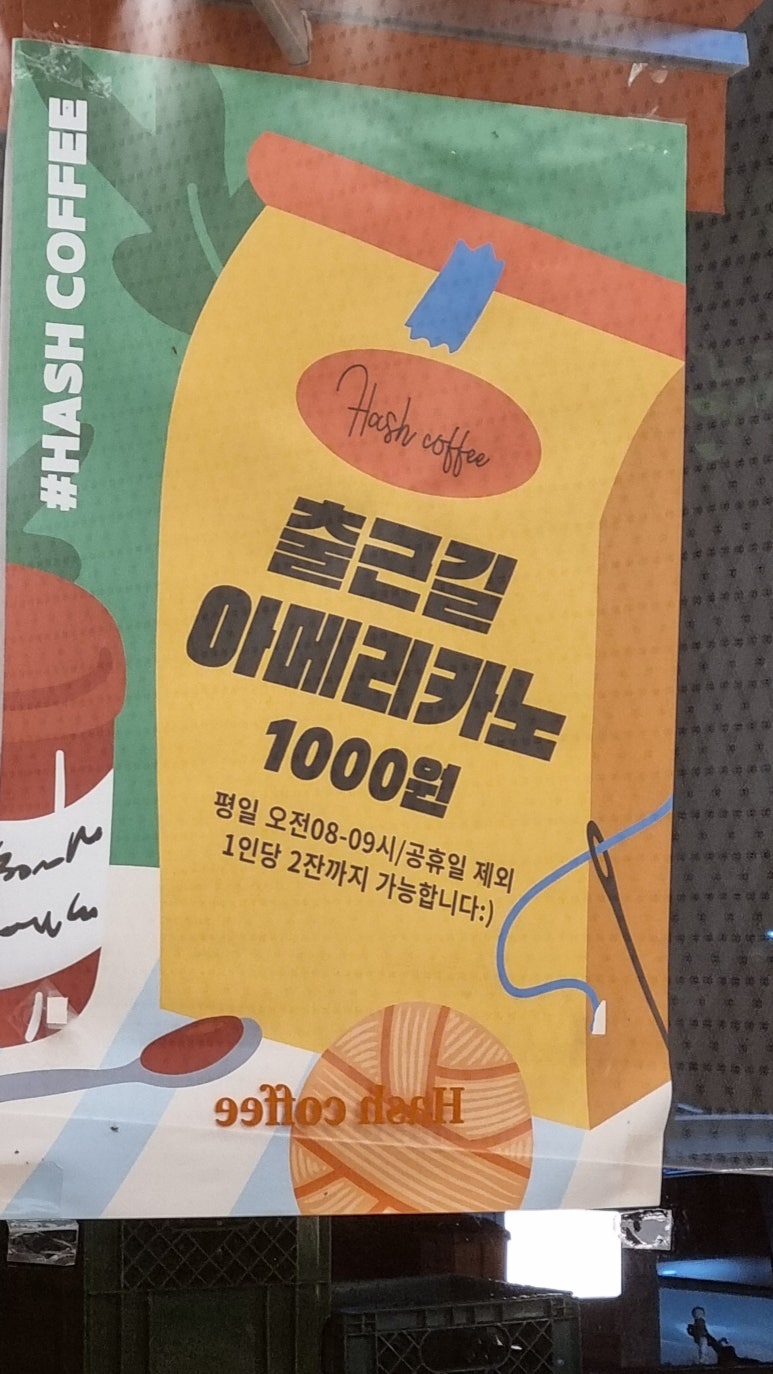 #HASH COFFEE
Hash coffee
출근길
아메리카노
1000원
평일 오전08-09시/공휴일 제외
1인당 2잔까지 가능합니다:)
Hash coffee